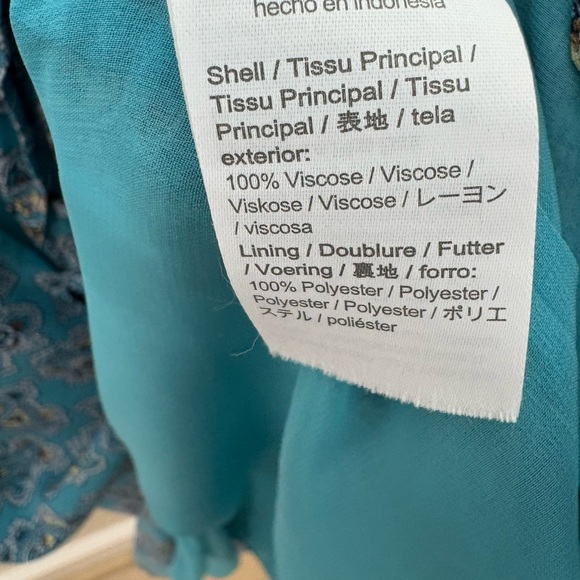 hecho en Indonesia
Shell / Tissu Principal /
Tissu Principal / Tissu
Principal / 表地 / tela
exterior:
100% Viscose / Viscose /
Viskose / Viscose / レーヨン
/ viscosa
Lining / Doublure / Futter
/ Voering / 裏地 / forro:
100% Polyester / Polyester /
Polyester / Polyester / ポリエ
ステル / poliéster